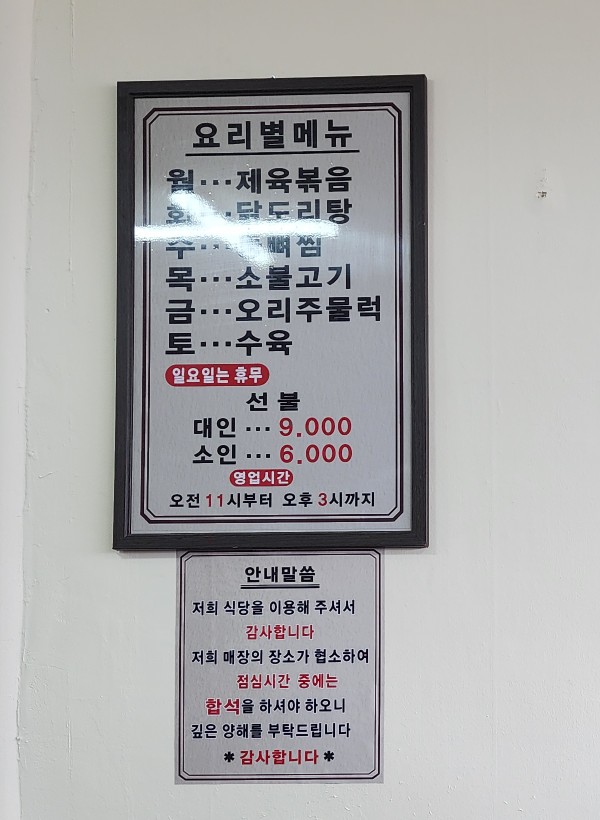 요리별메뉴
월…제육볶음
화…닭도리탕
수…뼈찜
목…소불고기
금…오리주물럭
토…수육
일요일는 휴무
선 불
대인 … 9.000
소인 … 6.000
영업시간
오전 11시부터 오후 3시까지
안내말씀
저희 식당을 이용해 주셔서
감사합니다
저희 매장의 장소가 협소하여
점심시간 중에는
합석을 하셔야 하오니
깊은 양해를 부탁드립니다
* 감사합니다 *